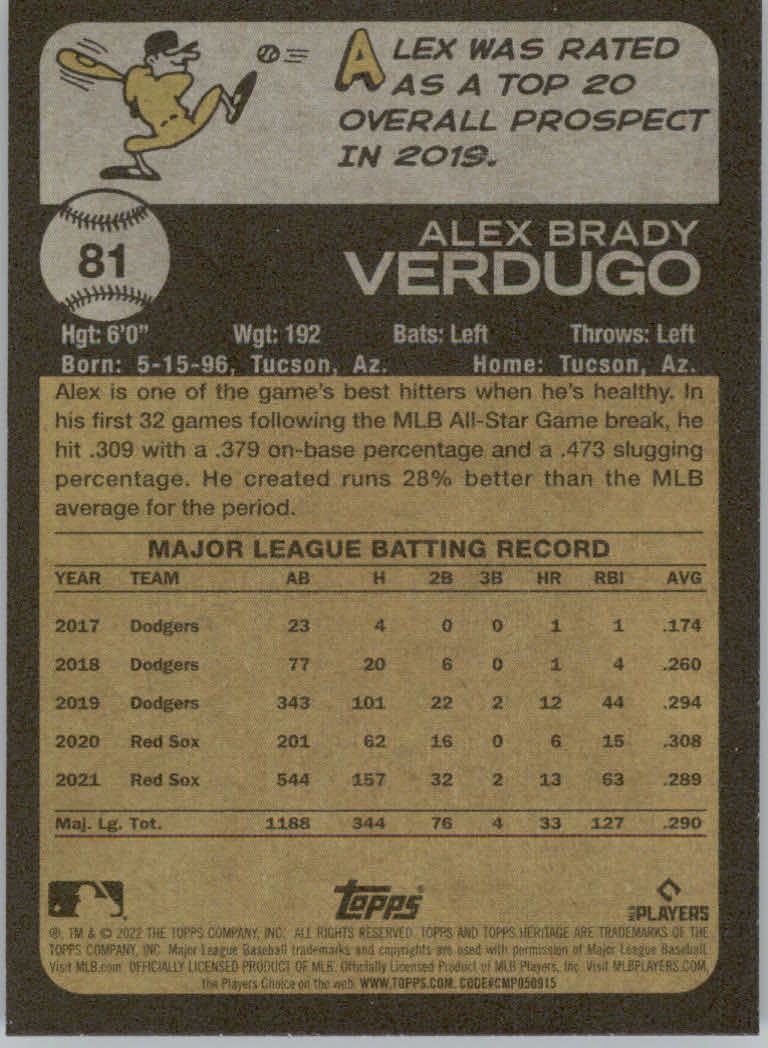 ALEX WAS RATED
AS A TOP 20
OVERALL PROSPECT
IN 2019.
81
ALEX BRADY
VERDUGO
Hgt: 6'0" Wgt: 192 Bats: Left Throws: Left
Born: 5-15-96, Tucson, Az. Home: Tucson, Az.
Alex is one of the game's best hitters when he's healthy. In
his first 32 games following the MLB All-Star Game break, he
hit .309 with a .379 on-base percentage and a .473 slugging
percentage. He created runs 28% better than the MLB
average for the period.
MAJOR LEAGUE BATTING RECORD
YEAR TEAM AB H 2B 3B HR RBI AVG
2017 Dodgers 23 4 0 0 1 1 .174
2018 Dodgers 77 20 6 0 1 4 .260
2019 Dodgers 343 101 22 2 12 44 .294
2020 Red Sox 201 62 16 0 6 15 .308
2021 Red Sox 544 157 32 2 13 63 .289
Maj. Lg. Tot. 1188 344 76 4 33 127 .290
topps
MLB PLAYERS
®, TM & © 2022 THE TOPPS COMPANY, INC. ALL RIGHTS RESERVED. TOPPS AND TOPPS HERITAGE ARE TRADEMARKS OF THE
TOPPS COMPANY, INC. Major League Baseball trademarks and copyrights are used with permission of Major League Baseball.
Visit MLB.com. OFFICIALLY LICENSED PRODUCT OF MLB. Officially Licensed Product of MLB Players, Inc. Visit MLBPLAYERS.COM,
the Players Choice on the web. WWW.TOPPS.COM. CODE#CMP050915